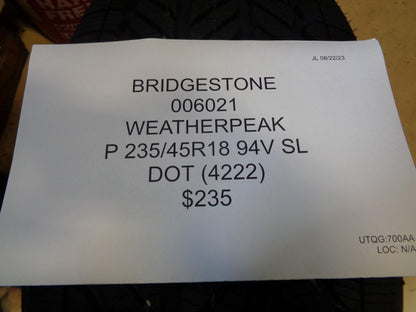 JL 08/22/23
BRIDGESTONE
006021
WEATHERPEAK
P 235/45R18 94V SL
DOT (4222)
$235
UTQG:700AA
LOC: N/A